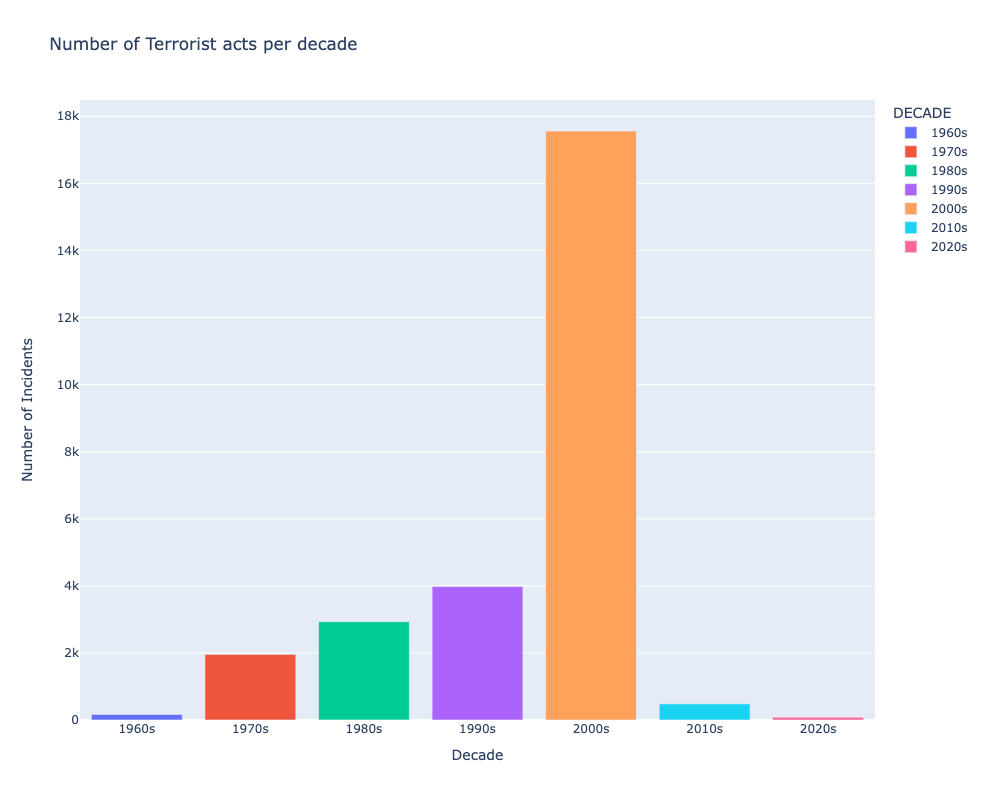 Number of Terrorist acts per decade
DECADE
1960s
1970s
1980s
1990s
2000s
2010s
2020s
Number of Incidents
18k
16k
14k
12k
10k
8k
6k
4k
2k
0
1960s 1970s 1980s 1990s 2000s 2010s 2020s
Decade